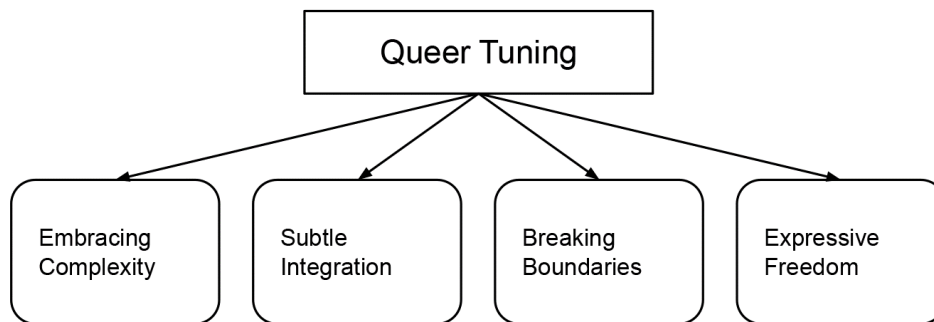 Queer Tuning
Embracing
Complexity
Subtle
Integration
Breaking
Boundaries
Expressive
Freedom